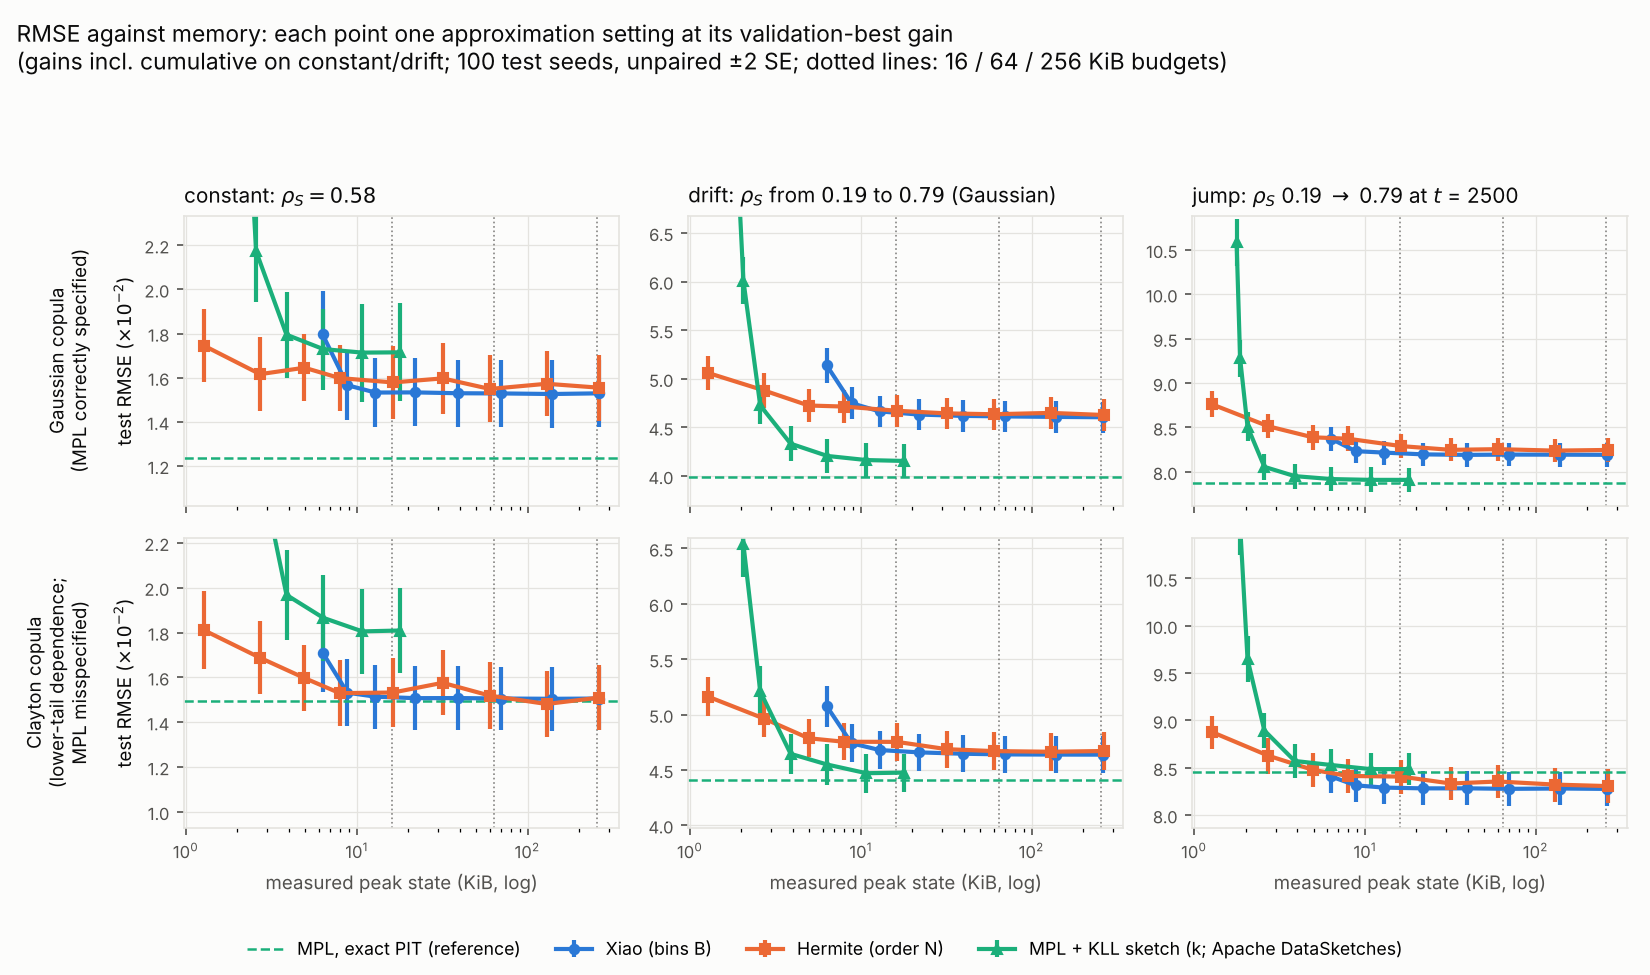 RMSE against memory: each point one approximation setting at its validation-best gain
(gains incl. cumulative on constant/drift; 100 test seeds, unpaired ±2 SE; dotted lines: 16 / 64 / 256 KiB budgets)
constant: ρ_S = 0.58
drift: ρ_S from 0.19 to 0.79 (Gaussian)
jump: ρ_S 0.19 → 0.79 at t = 2500
Gaussian copula
(MPL correctly specified)
test RMSE (×10⁻²)
2.2
2.0
1.8
1.6
1.4
1.2
6.5
6.0
5.5
5.0
4.5
4.0
10.5
10.0
9.5
9.0
8.5
8.0
Clayton copula
(lower-tail dependence;
MPL misspecified)
test RMSE (×10⁻²)
2.2
2.0
1.8
1.6
1.4
1.2
1.0
6.5
6.0
5.5
5.0
4.5
4.0
10.5
10.0
9.5
9.0
8.5
8.0
10⁰ 10¹ 10²
10⁰ 10¹ 10²
10⁰ 10¹ 10²
measured peak state (KiB, log)
measured peak state (KiB, log)
measured peak state (KiB, log)
MPL, exact PIT (reference)
Xiao (bins B)
Hermite (order N)
MPL + KLL sketch (k; Apache DataSketches)